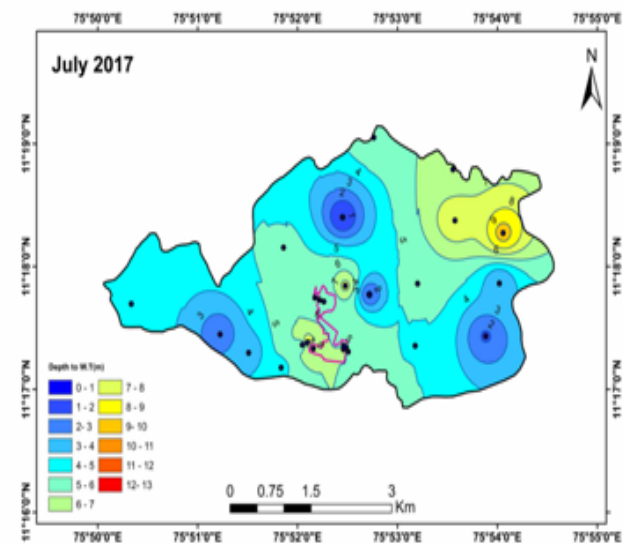 75°50'0"N 75°51'0"N 75°52'0"N 75°53'0"N 75°54'0"N 75°55'0"N
July 2017
N
11°19'0"N
11°18'0"N
11°17'0"N
11°16'0"N
11°19'0"N
11°18'0"N
11°17'0"N
11°16'0"N
Depth to W.T(m)
0 - 1
1 - 2
2- 3
3 - 4
4 - 5
5 - 6
6 - 7
7 - 8
8 - 9
9- 10
10 - 11
11 - 12
12- 13
0 0.75 1.5 3
Km
75°50'0"N 75°51'0"N 75°52'0"N 75°53'0"N 75°54'0"N 75°55'0"N